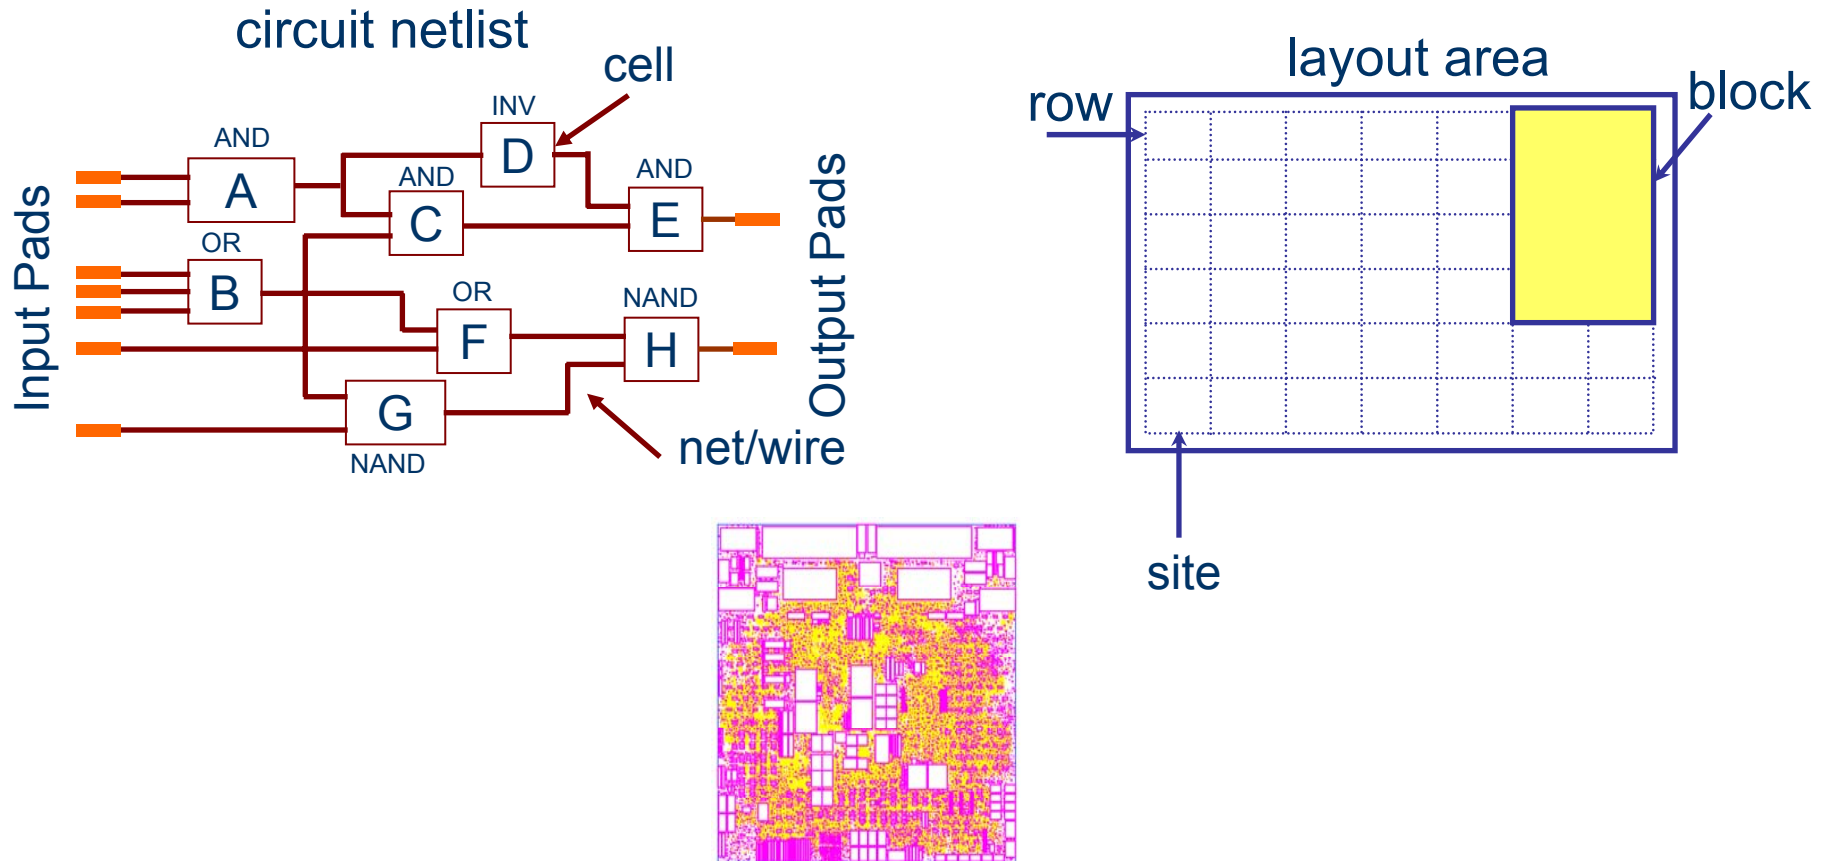 circuit netlist
cell
INV
AND
D
AND
AND
A
C
E
OR
B
OR
NAND
F
H
G
NAND
net/wire
Input Pads
Output Pads
layout area
row
block
site